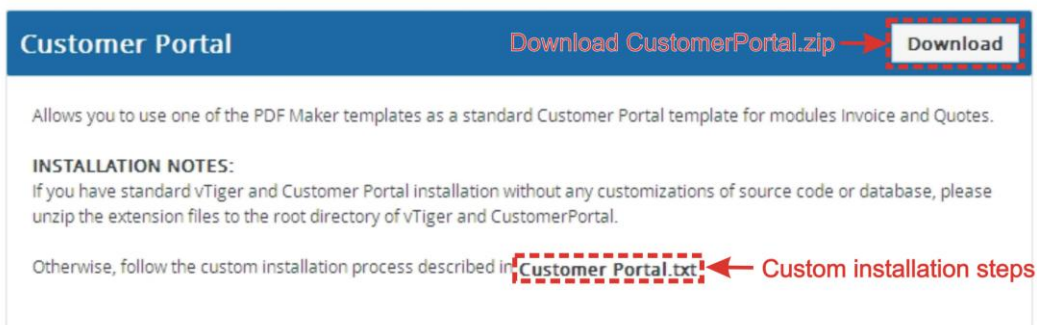 Customer Portal
Download CustomerPortal.zip
Download
Allows you to use one of the PDF Maker templates as a standard Customer Portal template for modules Invoice and Quotes.
INSTALLATION NOTES:
If you have standard vTiger and Customer Portal installation without any customizations of source code or database, please
unzip the extension files to the root directory of vTiger and CustomerPortal.
Otherwise, follow the custom installation process described in Customer Portal.txt
Custom installation steps